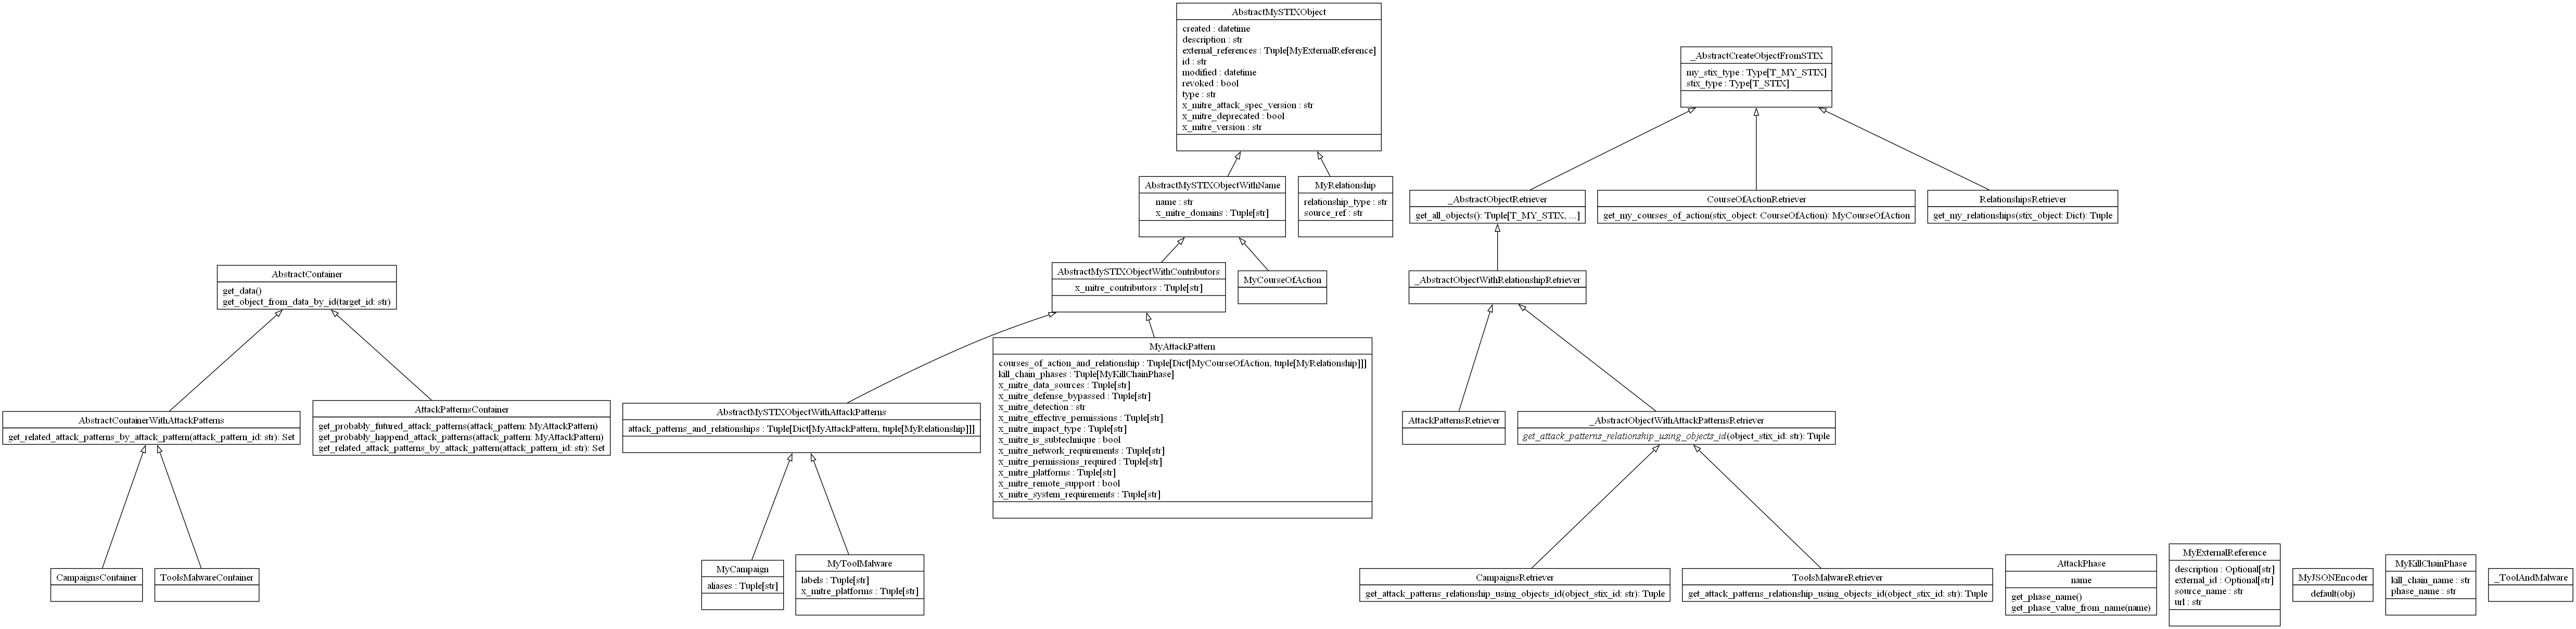 AbstractMySTIXObject
created : datetime
description : str
external_references : Tuple[MyExternalReference]
id : str
modified : datetime
revoked : bool
type : str
x_mitre_attack_spec_version : str
x_mitre_deprecated : bool
x_mitre_version : str
_AbstractCreateObjectFromSTIX
my_stix_type : Type[T_MY_STIX]
stix_type : Type[T_STIX]
AbstractMySTIXObjectWithName
name : str
x_mitre_domains : Tuple[str]
MyRelationship
relationship_type : str
source_ref : str
_AbstractObjectRetriever
get_all_objects(): Tuple[T_MY_STIX, ...]
CourseOfActionRetriever
get_my_courses_of_action(stix_object: CourseOfAction): MyCourseOfAction
RelationshipsRetriever
get_my_relationships(stix_object: Dict): Tuple
AbstractContainer
get_data()
get_object_from_data_by_id(target_id: str)
AbstractMySTIXObjectWithContributors
x_mitre_contributors : Tuple[str]
MyCourseOfAction
_AbstractObjectWithRelationshipRetriever
AbstractContainerWithAttackPatterns
get_related_attack_patterns_by_attack_pattern(attack_pattern_id: str): Set
AttackPatternsContainer
get_probably_futured_attack_patterns(attack_pattern: MyAttackPattern)
get_probably_happend_attack_patterns(attack_pattern: MyAttackPattern)
get_related_attack_patterns_by_attack_pattern(attack_pattern_id: str): Set
AbstractMySTIXObjectWithAttackPatterns
attack_patterns_and_relationships : Tuple[Dict[MyAttackPattern, tuple[MyRelationship]]]
MyAttackPattern
courses_of_action_and_relationship : Tuple[Dict[MyCourseOfAction, tuple[MyRelationship]]]
kill_chain_phases : Tuple[MyKillChainPhase]
x_mitre_data_sources : Tuple[str]
x_mitre_defense_bypassed : Tuple[str]
x_mitre_detection : str
x_mitre_effective_permissions : Tuple[str]
x_mitre_impact_type : Tuple[str]
x_mitre_is_subtechnique : bool
x_mitre_network_requirements : Tuple[str]
x_mitre_permissions_required : Tuple[str]
x_mitre_platforms : Tuple[str]
x_mitre_remote_support : bool
x_mitre_system_requirements : Tuple[str]
AttackPatternsRetriever
_AbstractObjectWithAttackPatternsRetriever
get_attack_patterns_relationship_using_objects_id(object_stix_id: str): Tuple
CampaignsContainer
ToolsMalwareContainer
MyCampaign
aliases : Tuple[str]
MyToolMalware
labels : Tuple[str]
x_mitre_platforms : Tuple[str]
CampaignsRetriever
get_attack_patterns_relationship_using_objects_id(object_stix_id: str): Tuple
ToolsMalwareRetriever
get_attack_patterns_relationship_using_objects_id(object_stix_id: str): Tuple
AttackPhase
name
get_phase_name()
get_phase_value_from_name(name)
MyExternalReference
description : Optional[str]
external_id : Optional[str]
source_name : str
url : str
MyJSONEncoder
default(obj)
MyKillChainPhase
kill_chain_name : str
phase_name : str
_ToolAndMalware